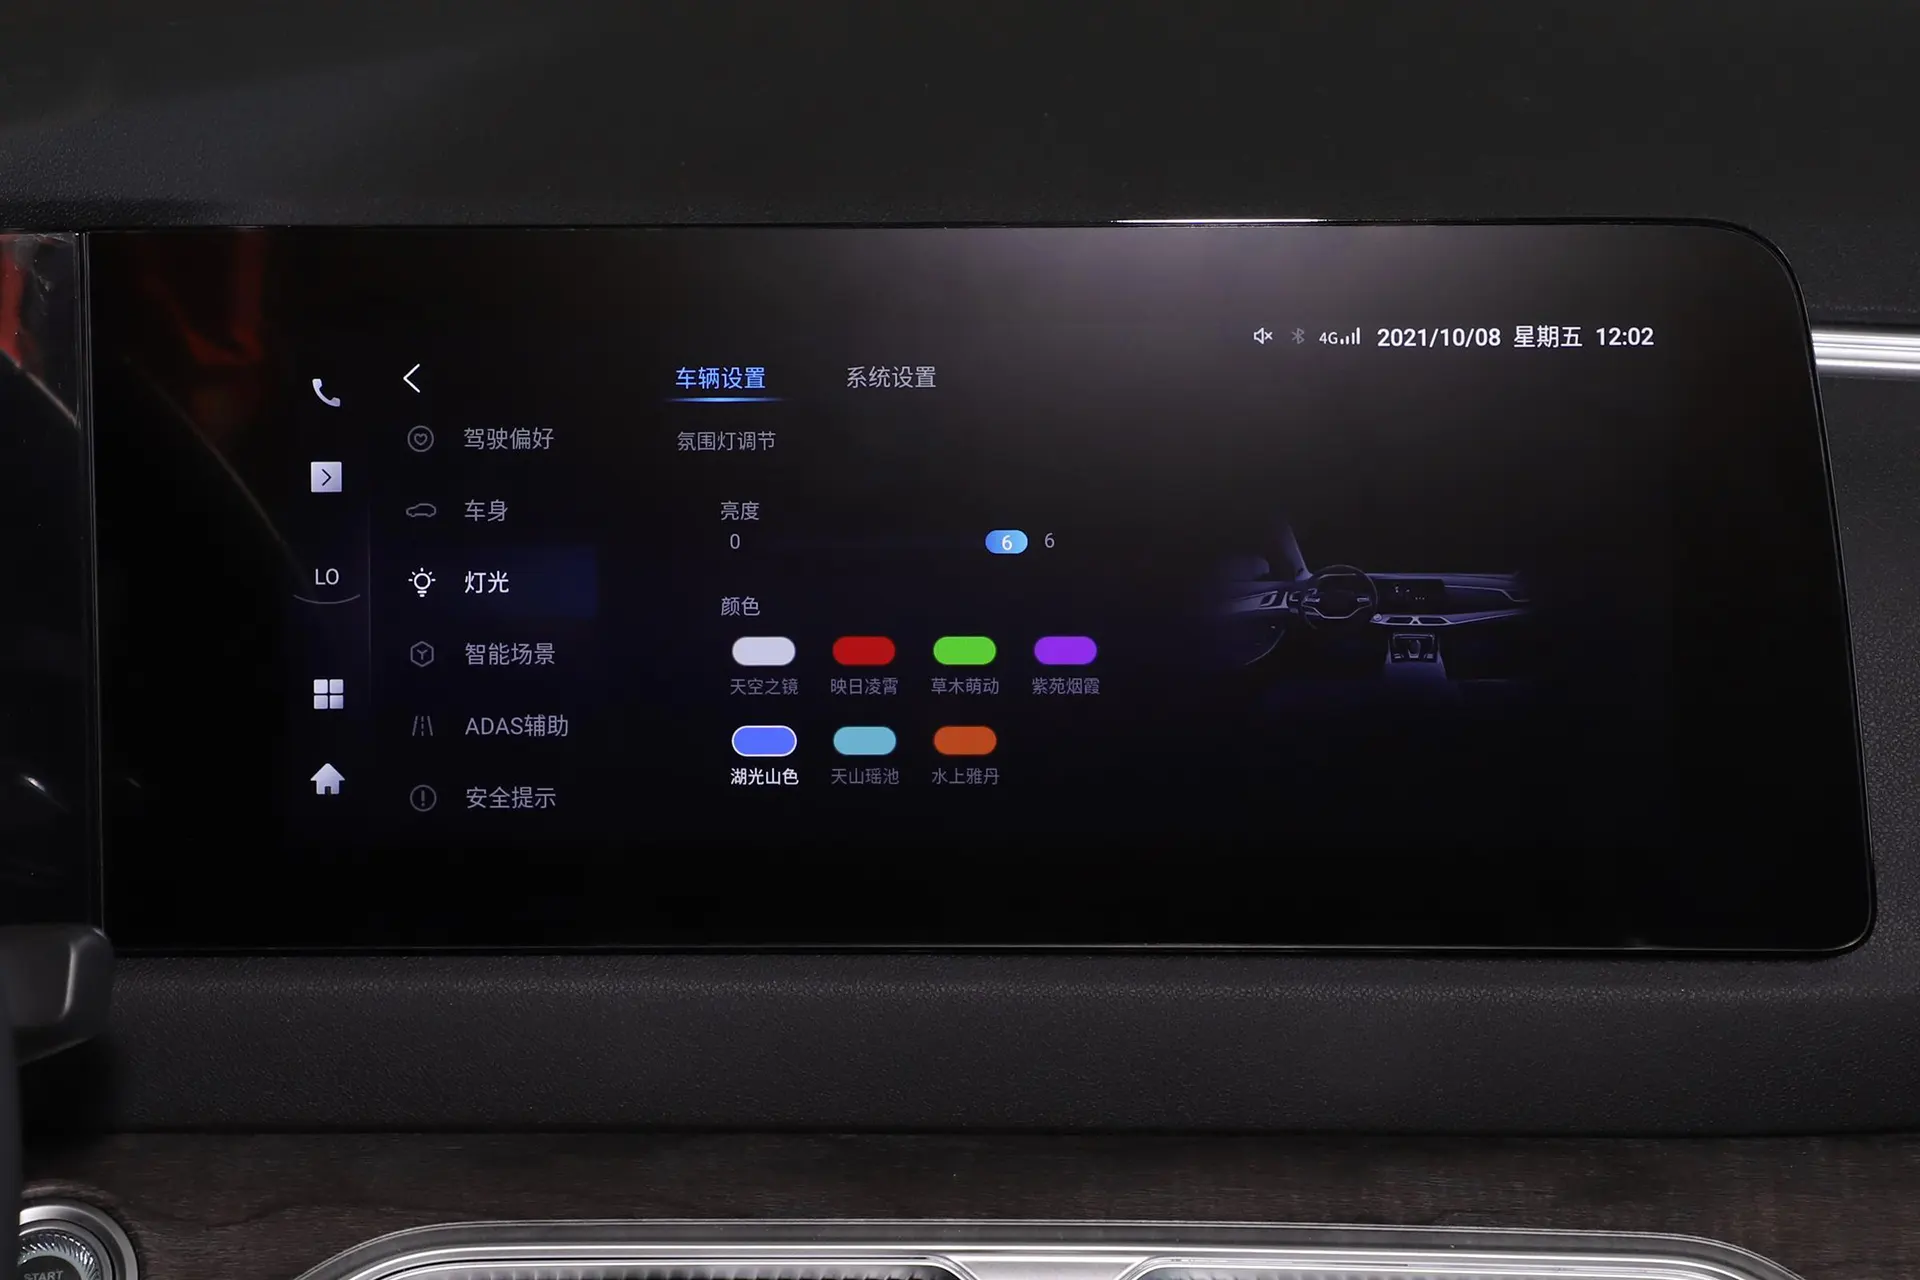 4G 2021/10/08 星期五 12:02
车辆设置 系统设置
驾驶偏好
氛围灯调节
车身
亮度
0 6 6
LO
灯光
颜色
智能场景
天空之镜 映日凌霄 草木萌动 紫苑烟霞
ADAS辅助
湖光山色 天山瑶池 水上雅丹
安全提示
START